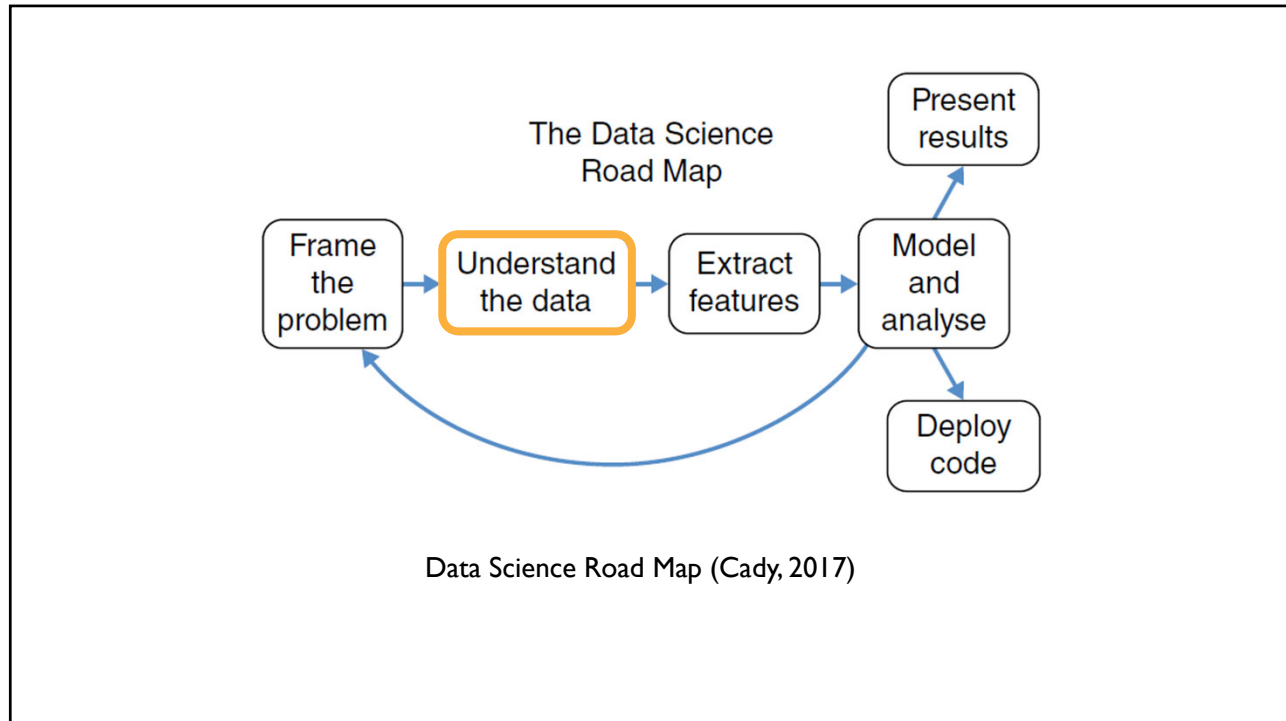 The Data Science
Road Map
Frame
the
problem
Understand
the data
Extract
features
Model
and
analyse
Present
results
Deploy
code
Data Science Road Map (Cady, 2017)